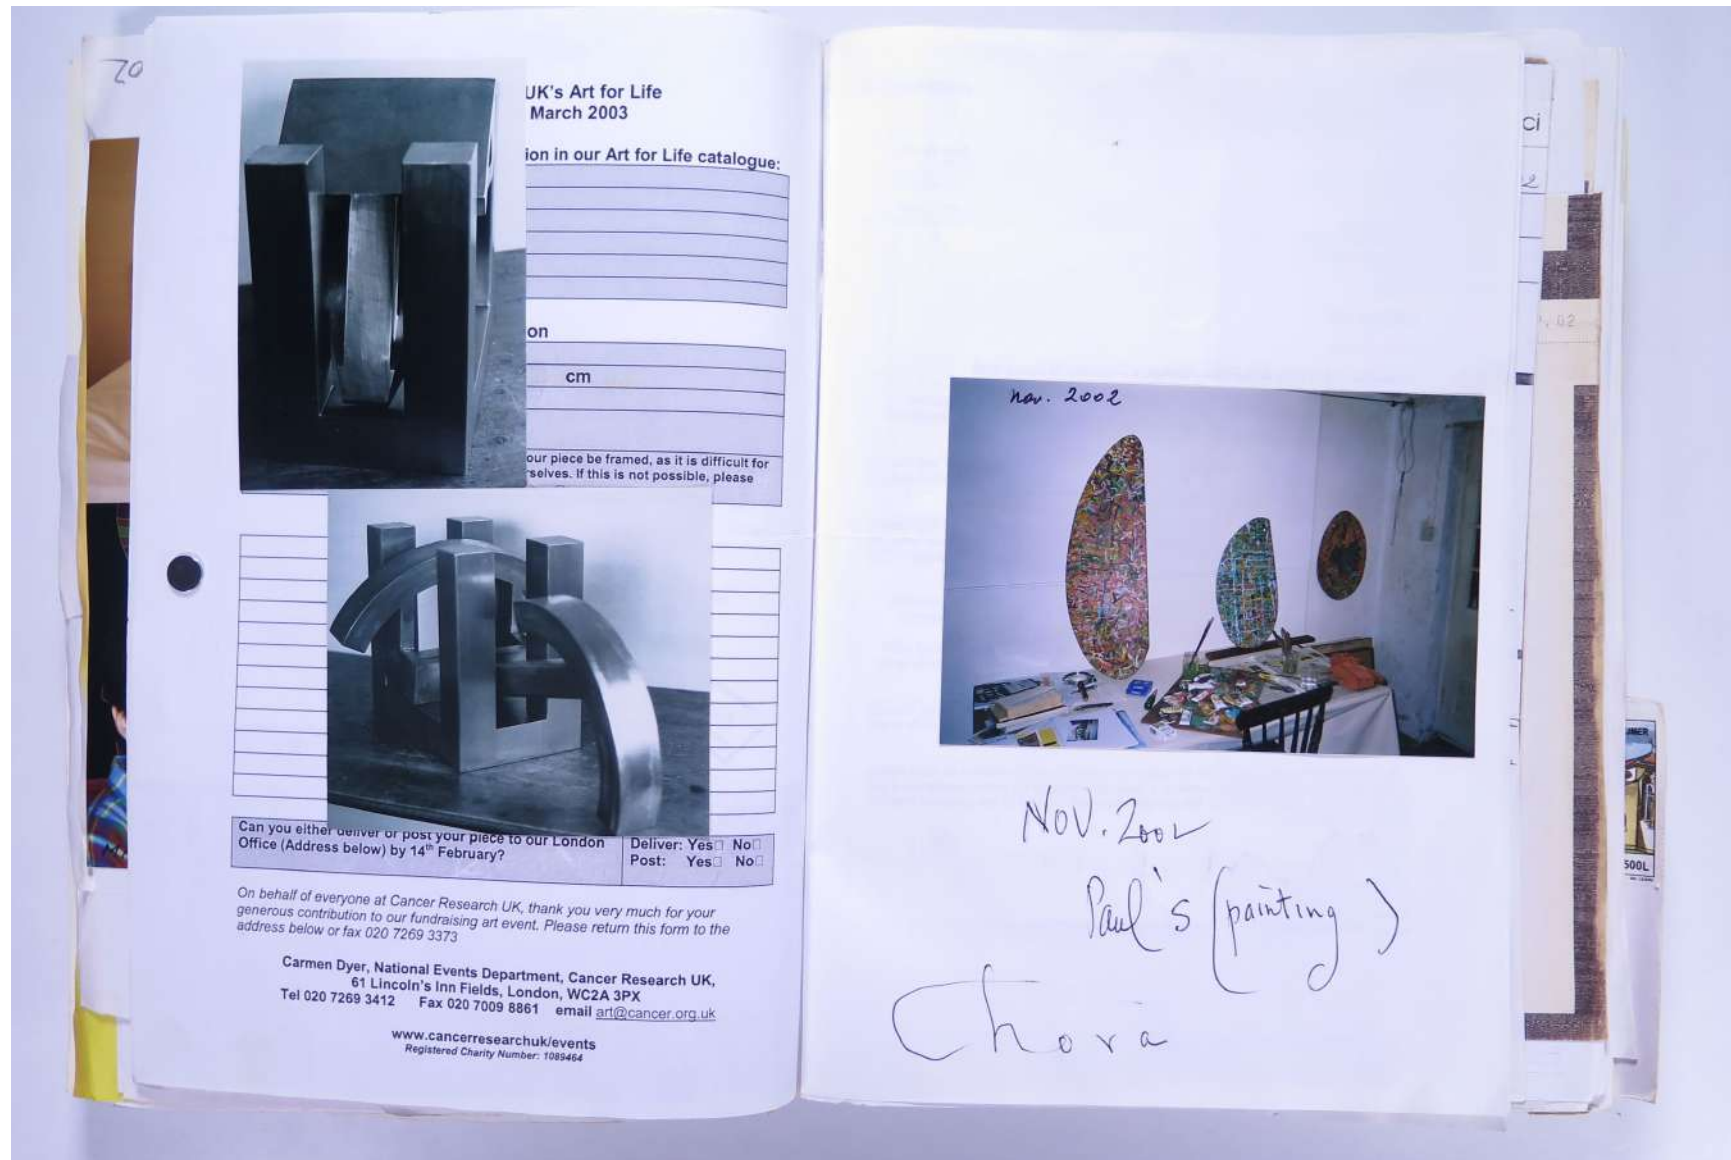 20
UK's Art for Life
March 2003
ion in our Art for Life catalogue:
on
cm
our piece be framed, as it is difficult for
rselves. If this is not possible, please
Can you either deliver or post your piece to our London
Office (Address below) by 14th February?
Deliver: Yes□ No□
Post: Yes□ No□
On behalf of everyone at Cancer Research UK, thank you very much for your
generous contribution to our fundraising art event. Please return this form to the
address below or fax 020 7269 3373
Carmen Dyer, National Events Department, Cancer Research UK,
61 Lincoln's Inn Fields, London, WC2A 3PX
Tel 020 7269 3412 Fax 020 7009 8861 email art@cancer.org.uk
www.cancerresearchuk/events
Registered Charity Number: 1089464
nov. 2002
NOV. 2002
Paul's (painting)
Chora
ci
02
500L